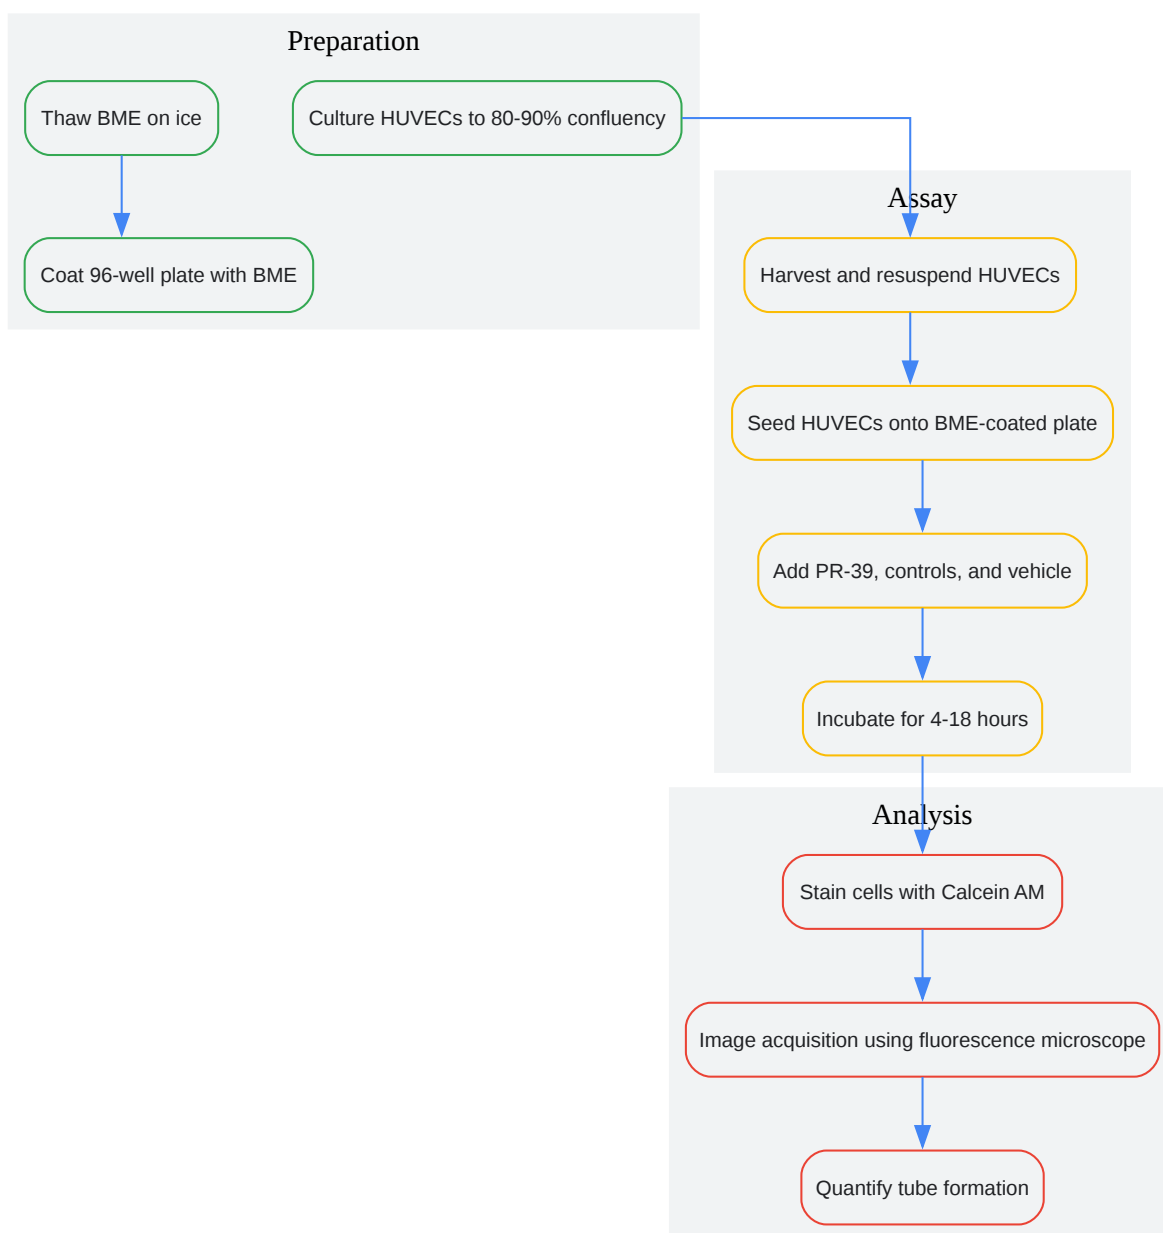 Preparation
Thaw BME on ice
Culture HUVECs to 80-90% confluency
Coat 96-well plate with BME
Assay
Harvest and resuspend HUVECs
Seed HUVECs onto BME-coated plate
Add PR-39, controls, and vehicle
Incubate for 4-18 hours
Analysis
Stain cells with Calcein AM
Image acquisition using fluorescence microscope
Quantify tube formation